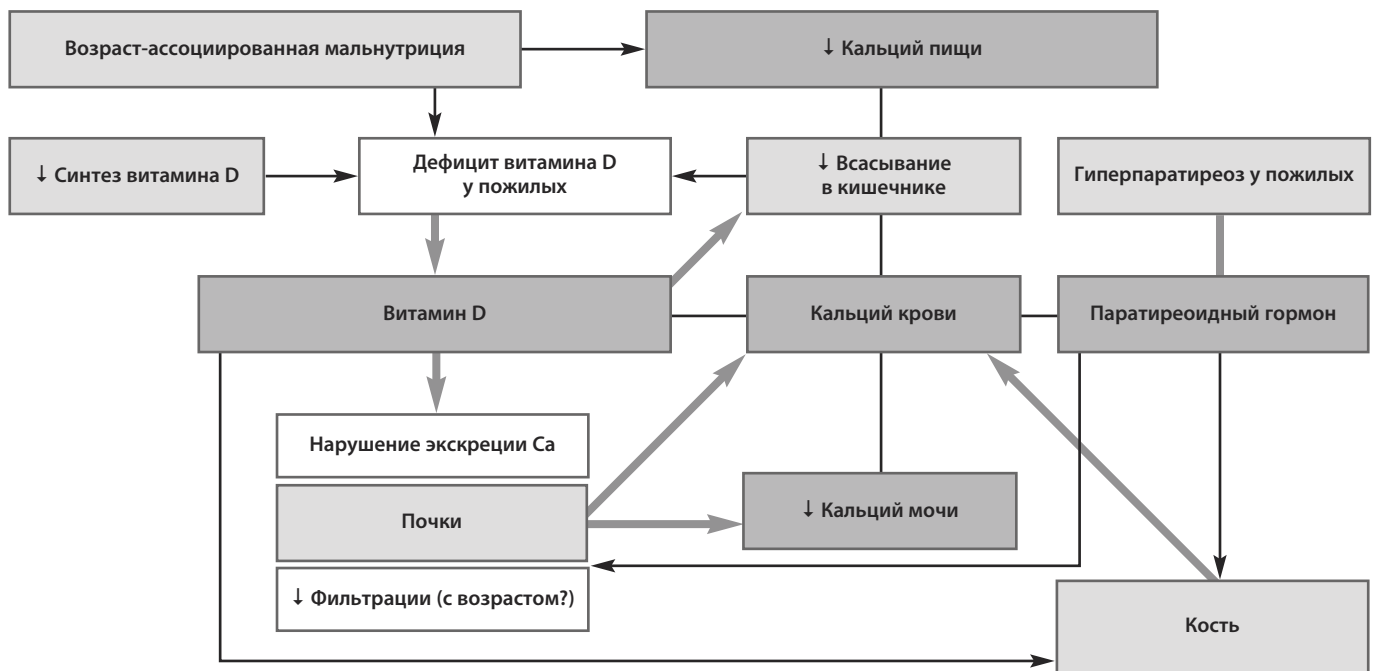 Возраст-ассоциированная мальнутриция
↓ Кальций пищи
↓ Синтез витамина D
Дефицит витамина D
у пожилых
↓ Всасывание
в кишечнике
Гиперпаратиреоз у пожилых
Витамин D
Кальций крови
Паратиреоидный гормон
Нарушение экскреции Ca
Почки
↓ Кальций мочи
↓ Фильтрации (с возрастом?)
Кость